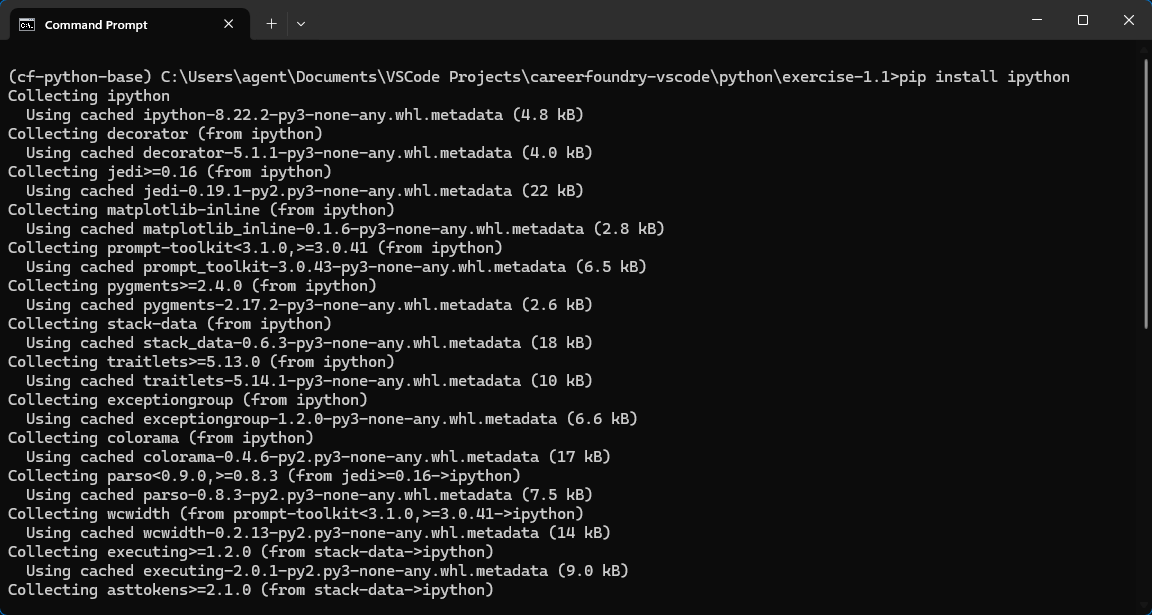 Command Prompt
(cf-python-base) C:\Users\agent\Documents\VSCode Projects\careerfoundry-vscode\python\exercise-1.1>pip install ipython
Collecting ipython
  Using cached ipython-8.22.2-py3-none-any.whl.metadata (4.8 kB)
Collecting decorator (from ipython)
  Using cached decorator-5.1.1-py3-none-any.whl.metadata (4.0 kB)
Collecting jedi>=0.16 (from ipython)
  Using cached jedi-0.19.1-py2.py3-none-any.whl.metadata (22 kB)
Collecting matplotlib-inline (from ipython)
  Using cached matplotlib_inline-0.1.6-py3-none-any.whl.metadata (2.8 kB)
Collecting prompt-toolkit<3.1.0,>=3.0.41 (from ipython)
  Using cached prompt_toolkit-3.0.43-py3-none-any.whl.metadata (6.5 kB)
Collecting pygments>=2.4.0 (from ipython)
  Using cached pygments-2.17.2-py3-none-any.whl.metadata (2.6 kB)
Collecting stack-data (from ipython)
  Using cached stack_data-0.6.3-py3-none-any.whl.metadata (18 kB)
Collecting traitlets>=5.13.0 (from ipython)
  Using cached traitlets-5.14.1-py3-none-any.whl.metadata (10 kB)
Collecting exceptiongroup (from ipython)
  Using cached exceptiongroup-1.2.0-py3-none-any.whl.metadata (6.6 kB)
Collecting colorama (from ipython)
  Using cached colorama-0.4.6-py2.py3-none-any.whl.metadata (17 kB)
Collecting parso<0.9.0,>=0.8.3 (from jedi>=0.16->ipython)
  Using cached parso-0.8.3-py2.py3-none-any.whl.metadata (7.5 kB)
Collecting wcwidth (from prompt-toolkit<3.1.0,>=3.0.41->ipython)
  Using cached wcwidth-0.2.13-py2.py3-none-any.whl.metadata (14 kB)
Collecting executing>=1.2.0 (from stack-data->ipython)
  Using cached executing-2.0.1-py2.py3-none-any.whl.metadata (9.0 kB)
Collecting asttokens>=2.1.0 (from stack-data->ipython)